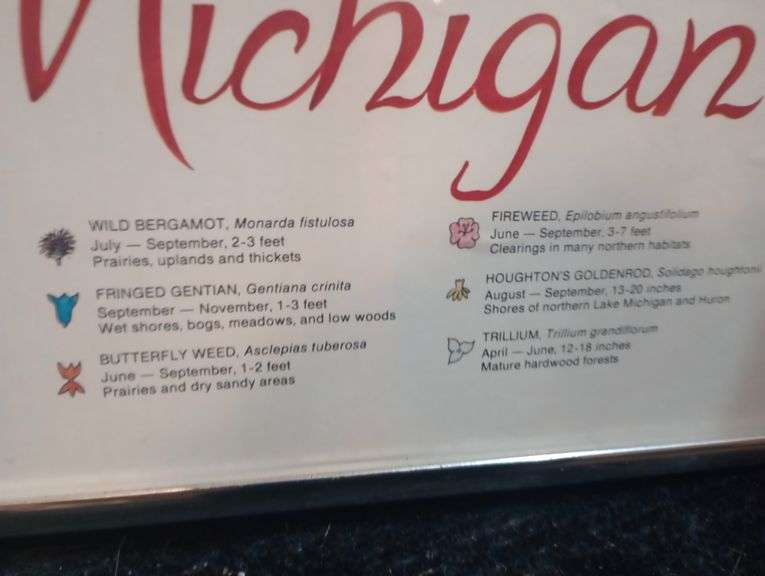 Michigan
WILD BERGAMOT, Monarda fistulosa
July — September, 2-3 feet
Prairies, uplands and thickets
FRINGED GENTIAN, Gentiana crinita
September — November, 1-3 feet
Wet shores, bogs, meadows, and low woods
BUTTERFLY WEED, Asclepias tuberosa
June — September, 1-2 feet
Prairies and dry sandy areas
FIREWEED, Epilobium angustifolium
June — September, 3-7 feet
Clearings in many northern habitats
HOUGHTON'S GOLDENROD, Solidago houghtonii
August — September, 13-20 inches
Shores of northern Lake Michigan and Huron
TRILLIUM, Trillium grandiflorum
April — June, 12-18 inches
Mature hardwood forests